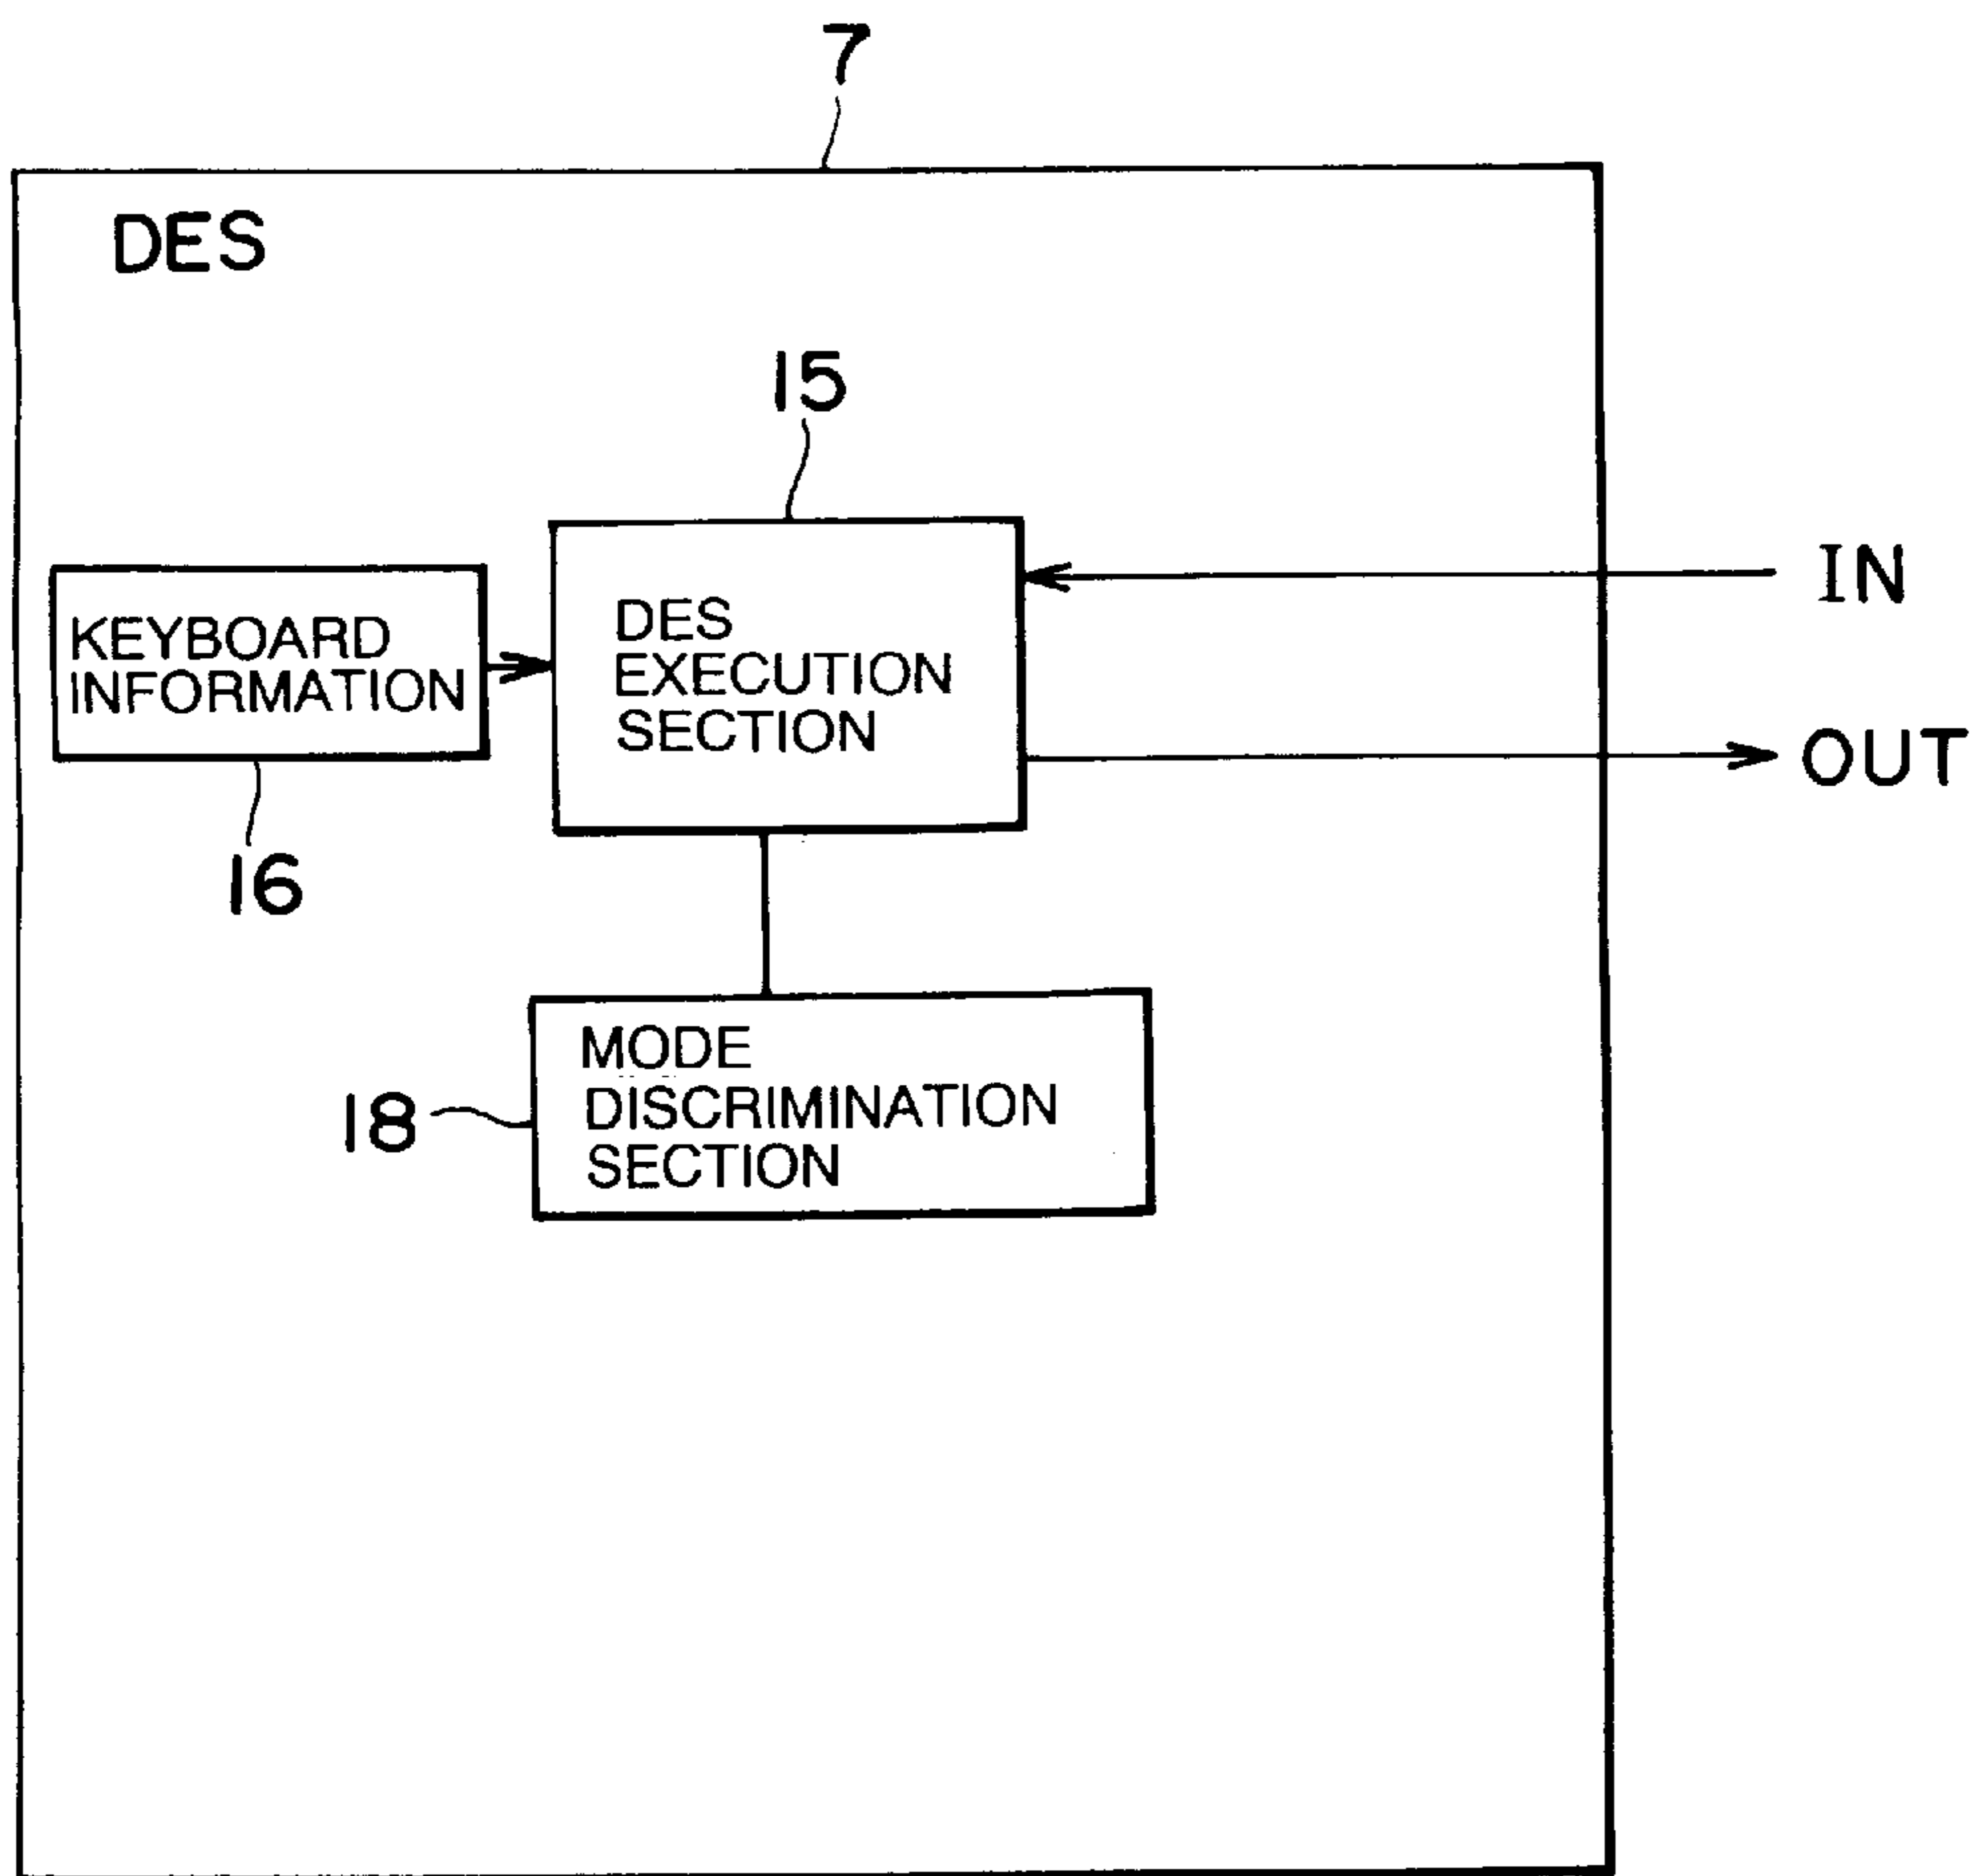 7
DES
15
IN
KEYBOARD
INFORMATION
DES
EXECUTION
SECTION
OUT
16
MODE
DISCRIMINATION
SECTION
18